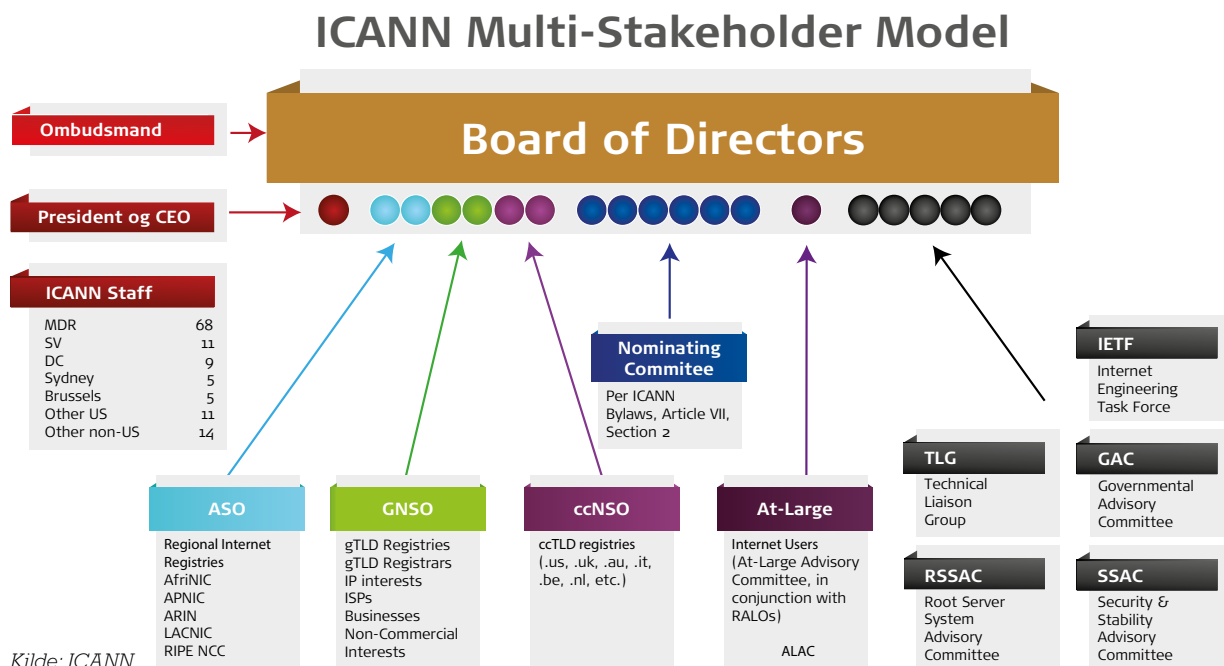 ICANN Multi-Stakeholder Model
Ombudsmand
Board of Directors
President og CEO
ICANN Staff
MDR 68
SV 11
DC 9
Sydney 5
Brussels 5
Other US 11
Other non-US 14
Nominating
Commitee
Per ICANN
Bylaws, Article VII,
Section 2
IETF
Internet
Engineering
Task Force
TLG
Technical
Liaison
Group
GAC
Governmental
Advisory
Committee
ASO
Regional Internet
Registries
AfriNIC
APNIC
ARIN
LACNIC
RIPE NCC
GNSO
gTLD Registries
gTLD Registrars
IP interests
ISPs
Businesses
Non-Commercial
Interests
ccNSO
ccTLD registries
(.us, .uk, .au, .it,
.be, .nl, etc.)
At-Large
Internet Users
(At-Large Advisory
Committee, in
conjunction with
RALOs)
ALAC
RSSAC
Root Server
System
Advisory
Committee
SSAC
Security &
Stability
Advisory
Committee
Kilde: ICANN